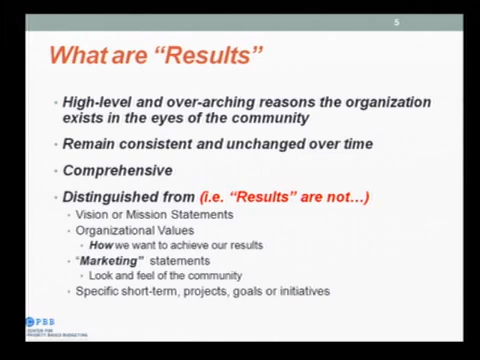 5
What are “Results”
• High-level and over-arching reasons the organization
exists in the eyes of the community
• Remain consistent and unchanged over time
• Comprehensive
• Distinguished from (i.e. “Results” are not…)
• Vision or Mission Statements
• Organizational Values
• How we want to achieve our results
• “Marketing” statements
• Look and feel of the community
• Specific short-term, projects, goals or initiatives
PBB
CENTER FOR
PRIORITY BASED BUDGETING